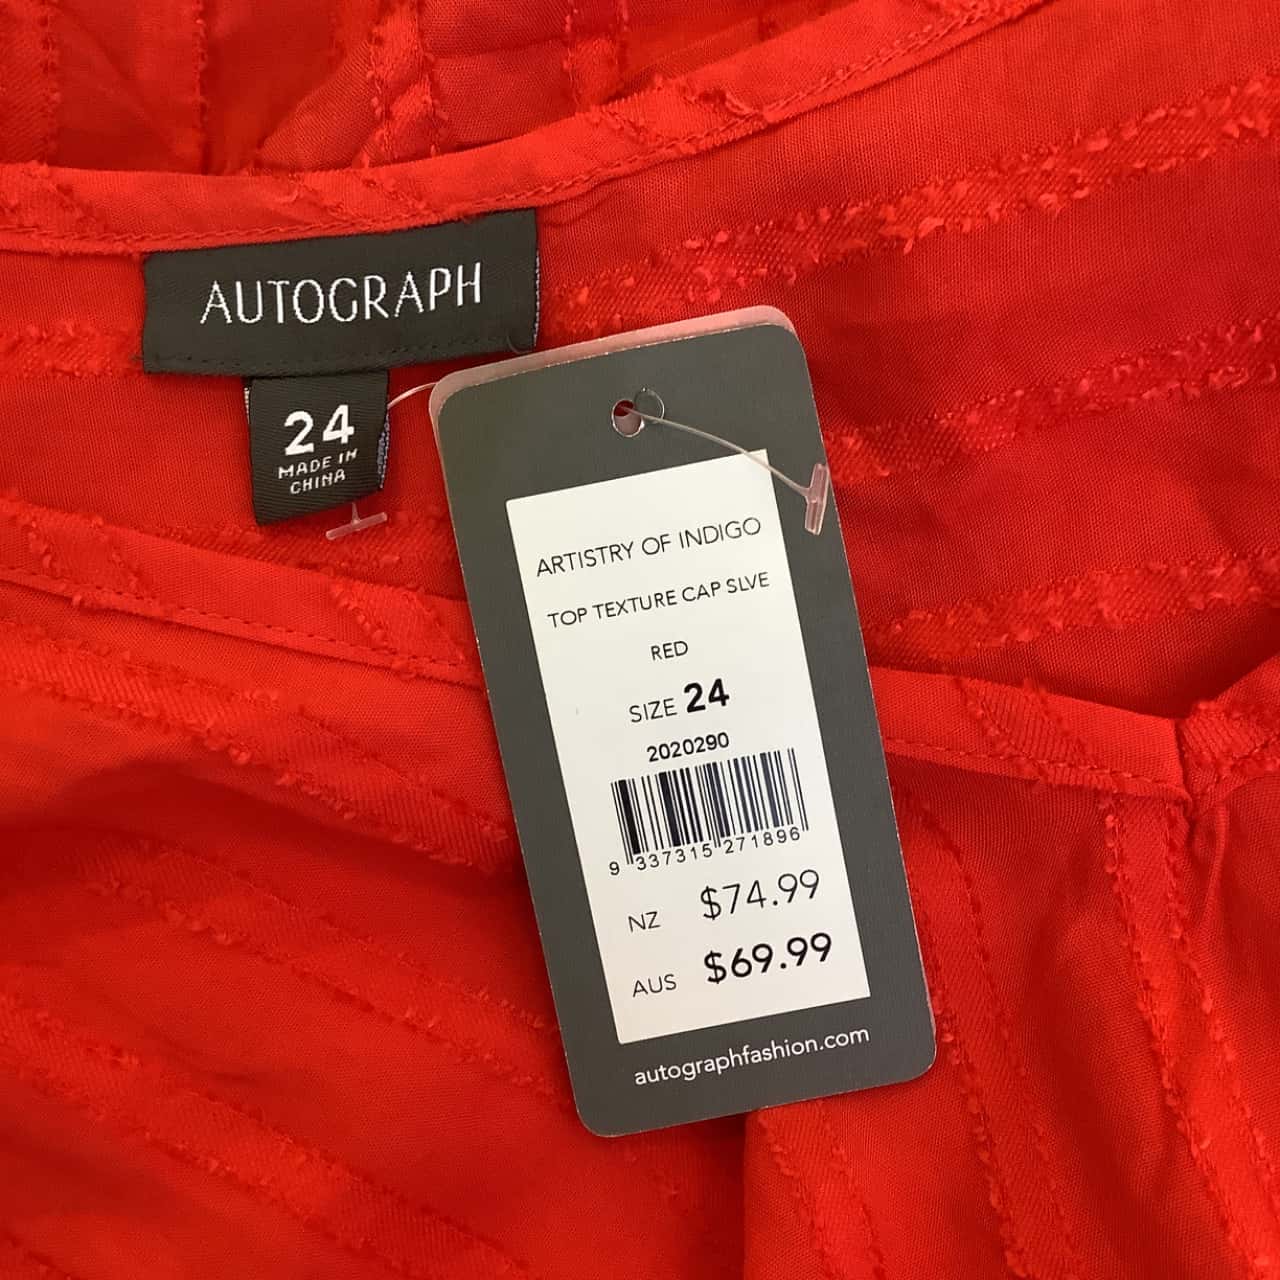 AUTOGRAPH
24
MADE IN
CHINA
ARTISTRY OF INDIGO
TOP TEXTURE CAP SLVE
RED
SIZE 24
2020290
9 337315 271896
NZ $74.99
AUS $69.99
autographfashion.com